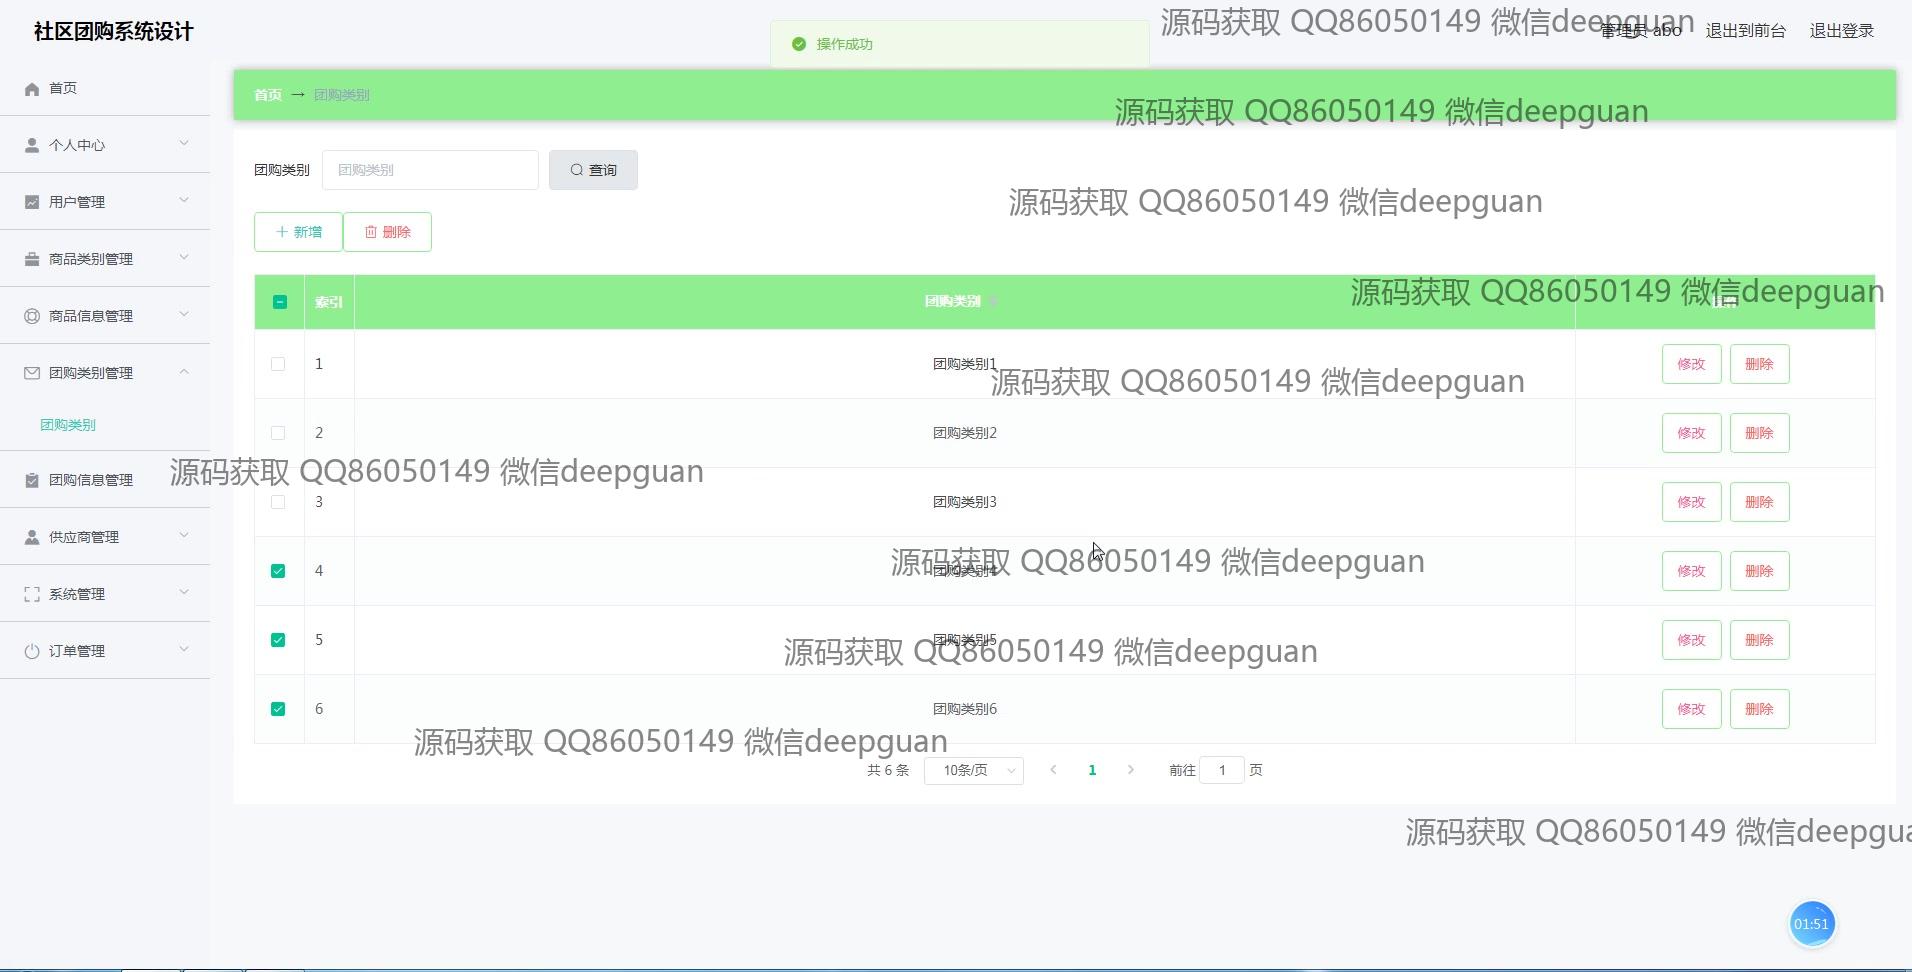 社区团购系统设计
操作成功
源码获取 QQ86050149 微信deepguan
管理员 abo 退出到前台 退出登录
首页
个人中心
用户管理
商品类别管理
商品信息管理
团购类别管理
团购类别
团购信息管理
供应商管理
系统管理
订单管理
首页 → 团购类别
源码获取 QQ86050149 微信deepguan
团购类别 团购类别 查询
源码获取 QQ86050149 微信deepguan
新增 删除
索引 团购类别
源码获取 QQ86050149 微信deepguan
1 团购类别1 修改 删除
源码获取 QQ86050149 微信deepguan
2 团购类别2 修改 删除
源码获取 QQ86050149 微信deepguan
3 团购类别3 修改 删除
源码获取 QQ86050149 微信deepguan
4 团购类别4 修改 删除
5 团购类别5 修改 删除
源码获取 QQ86050149 微信deepguan
6 团购类别6 修改 删除
源码获取 QQ86050149 微信deepguan
共 6 条 10条/页 1 前往 1 页
源码获取 QQ86050149 微信deepgua
01:51